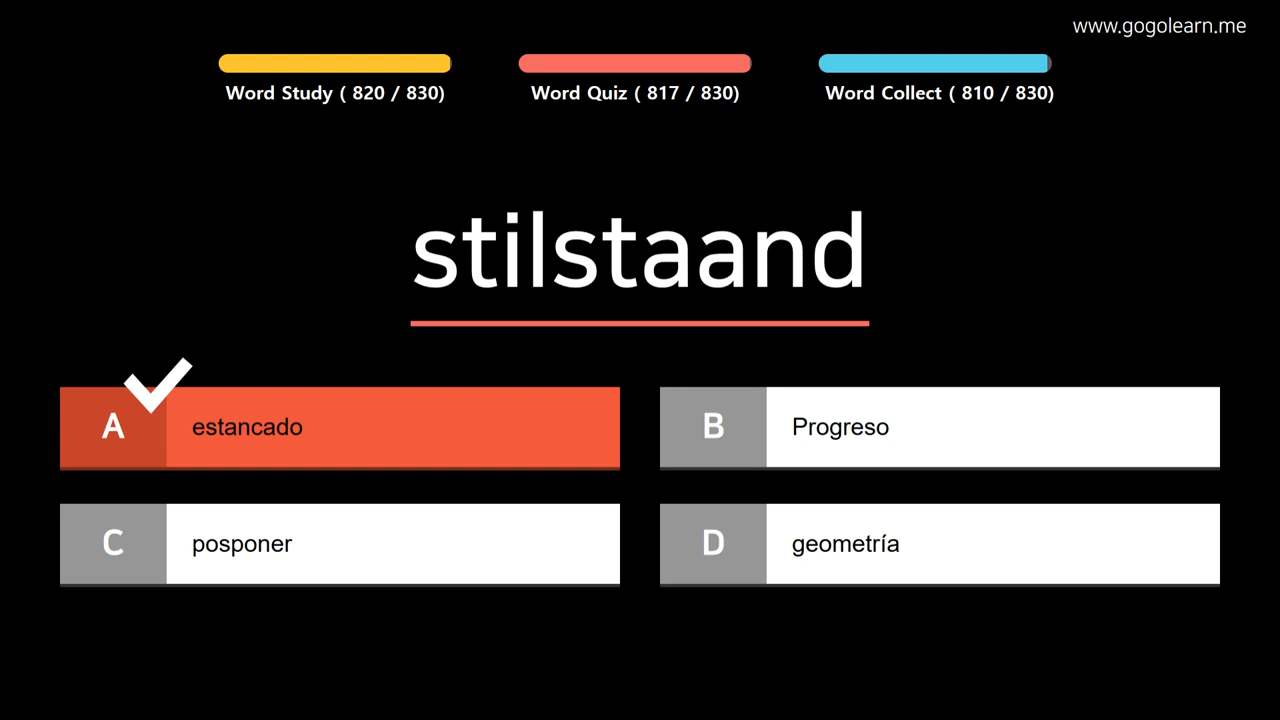 www.gogolearn.me
Word Study ( 820 / 830)
Word Quiz ( 817 / 830)
Word Collect ( 810 / 830)
stilstaand
A estancado
B Progreso
C posponer
D geometría